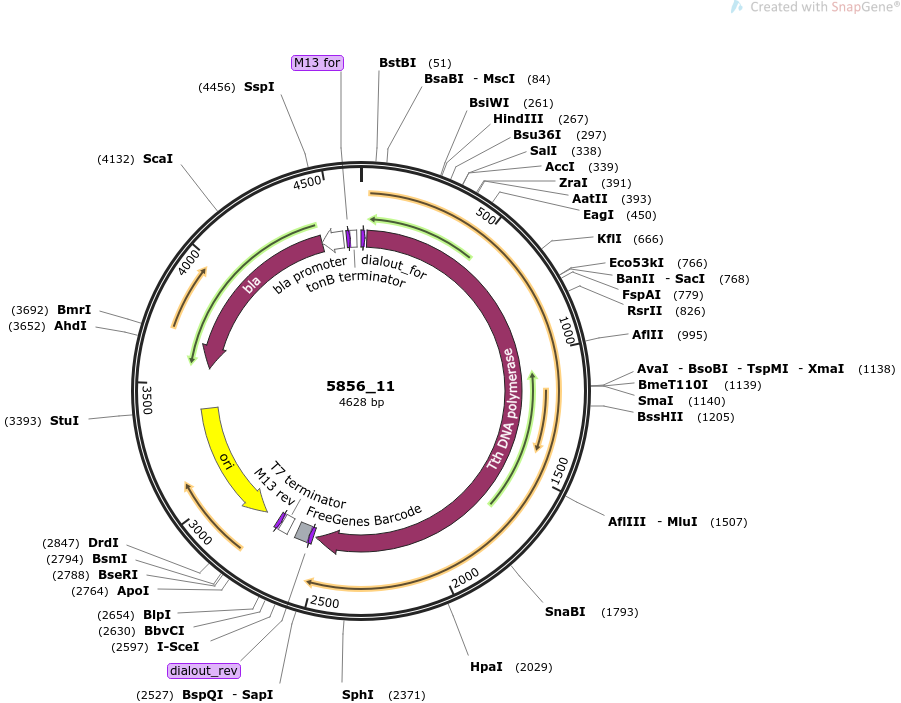 Created with SnapGene®
M13 for
BstBI (51)
(4456) SspI
BsaBI - MscI (84)
BsiWI (261)
HindIII (267)
Bsu36I (297)
SalI (338)
(4132) ScaI
AccI (339)
ZraI (391)
AatII (393)
EagI (450)
4500
500
KflI (666)
bla promoter
dialout_for
tonB terminator
4000
bla
Eco53kI (766)
BanII - SacI (768)
FspAI (779)
RsrII (826)
(3692) BmrI
(3652) AhdI
1000
AflII (995)
AvaI - BsoBI - TspMI - XmaI (1138)
BmeT110I (1139)
SmaI (1140)
BssHII (1205)
5856_11
4628 bp
3500
(3393) StuI
Tth DNA polymerase
ori
T7 terminator
M13 rev
FreeGenes Barcode
1500
AflIII - MluI (1507)
3000
(2847) DrdI
(2794) BsmI
(2788) BseRI
(2764) ApoI
2000
2500
(2654) BlpI
(2630) BbvCI
(2597) I-SceI
SnaBI (1793)
dialout_rev
HpaI (2029)
(2527) BspQI - SapI
SphI (2371)